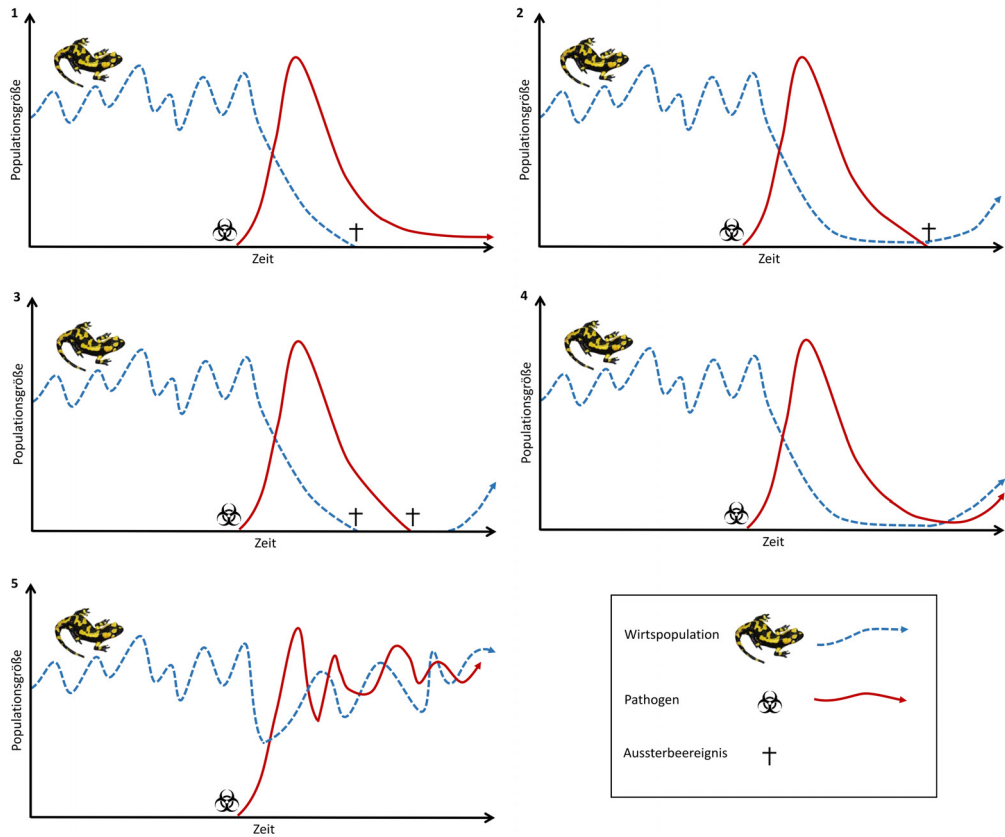 1
Populationsgröße
†
Zeit
2
Populationsgröße
†
Zeit
3
Populationsgröße
† †
Zeit
4
Populationsgröße
Zeit
5
Populationsgröße
Zeit
Wirtspopulation
Pathogen
Aussterbeereignis †